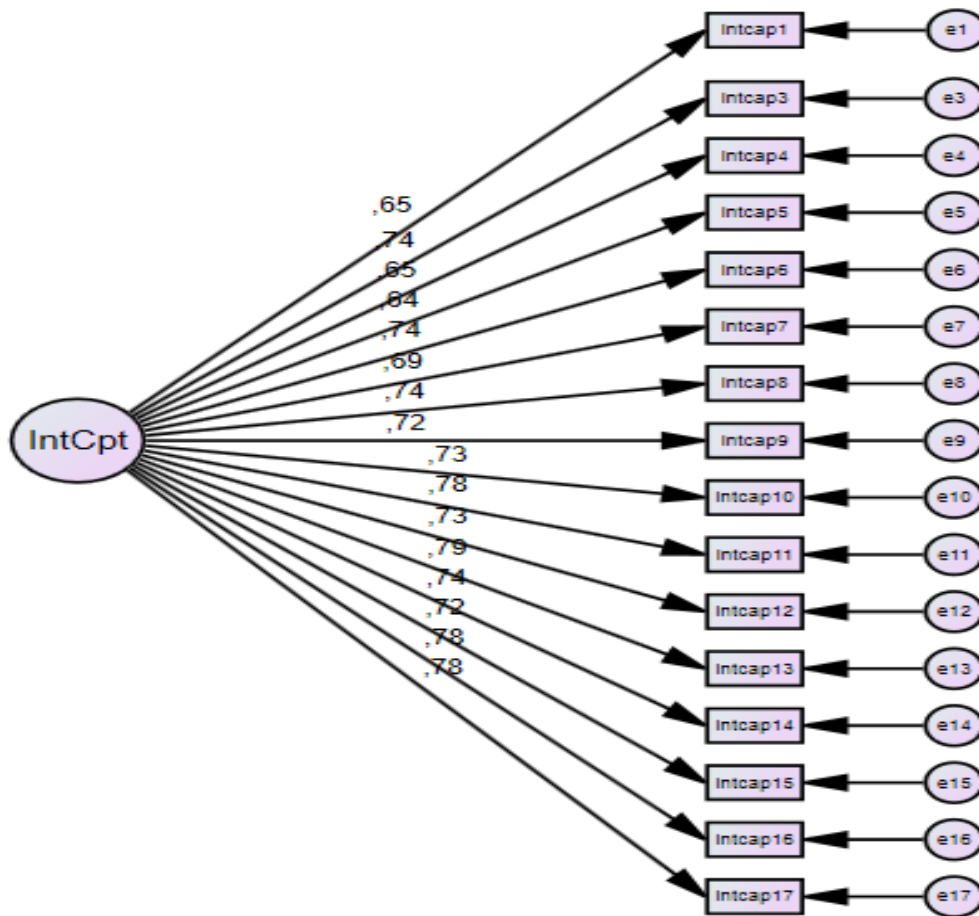 Intcap1 e1
Intcap3 e3
Intcap4 e4
,65
Intcap5 e5
,74
,65
Intcap6 e6
,64
,74
Intcap7 e7
,69
,74
Intcap8 e8
,72
IntCpt
Intcap9 e9
,73
,78
Intcap10 e10
,73
,79
Intcap11 e11
,74
,72
Intcap12 e12
,78
,78
Intcap13 e13
Intcap14 e14
Intcap15 e15
Intcap16 e16
Intcap17 e17